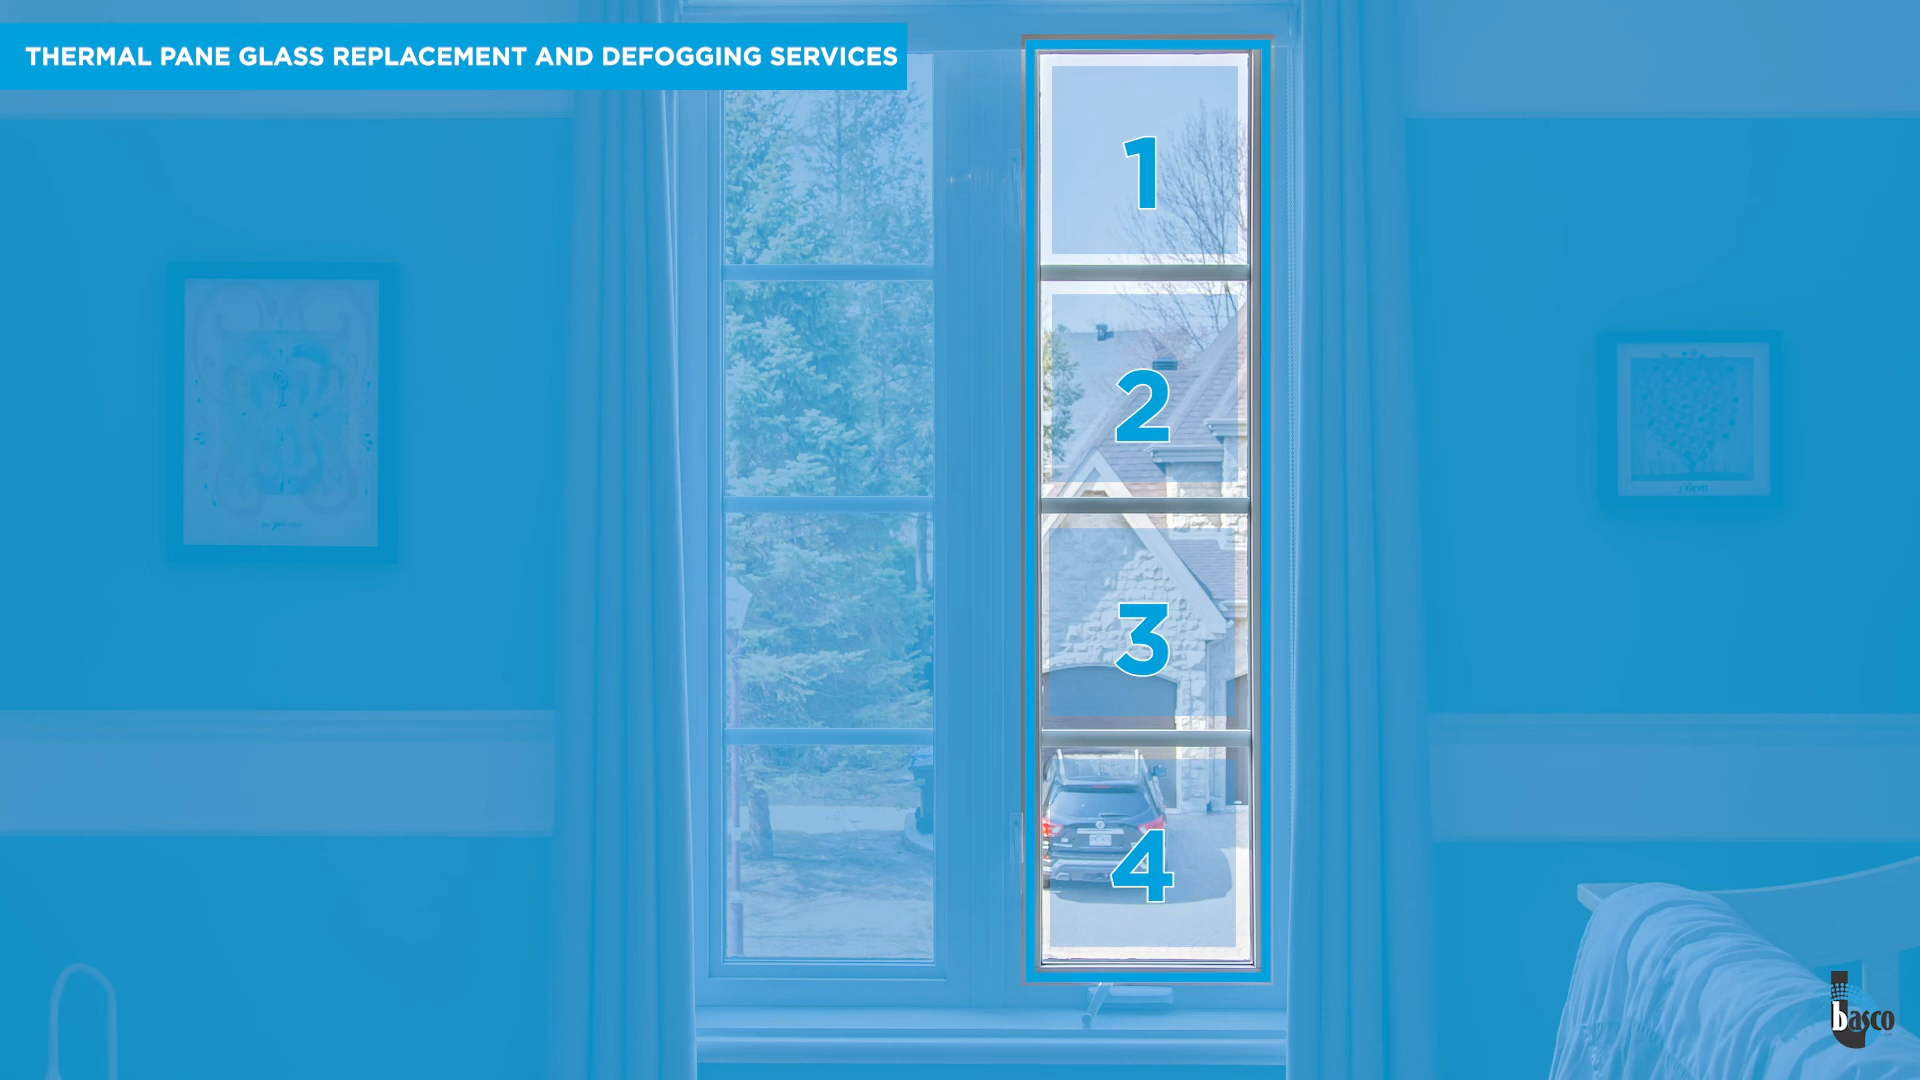 THERMAL PANE GLASS REPLACEMENT AND DEFOGGING SERVICES
1
2
3
4
basco